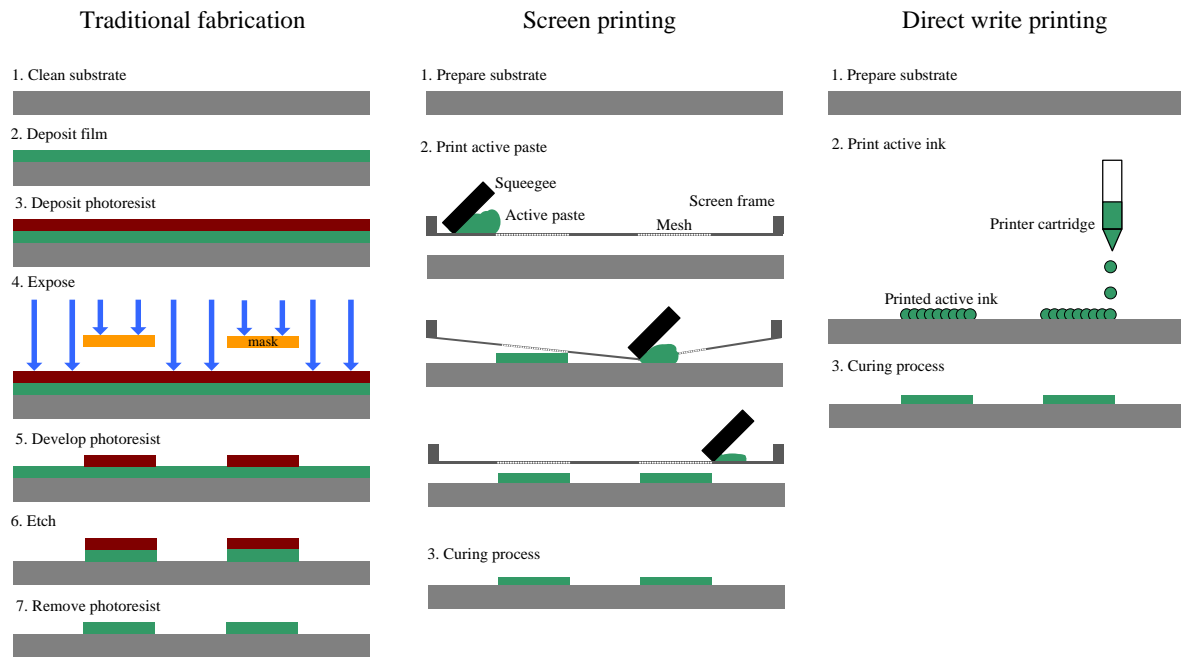 Traditional fabrication
1. Clean substrate
2. Deposit film
3. Deposit photoresist
4. Expose
mask
5. Develop photoresist
6. Etch
7. Remove photoresist
Screen printing
1. Prepare substrate
2. Print active paste
Squeegee
Active paste
Screen frame
Mesh
3. Curing process
Direct write printing
1. Prepare substrate
2. Print active ink
Printer cartridge
Printed active ink
3. Curing process